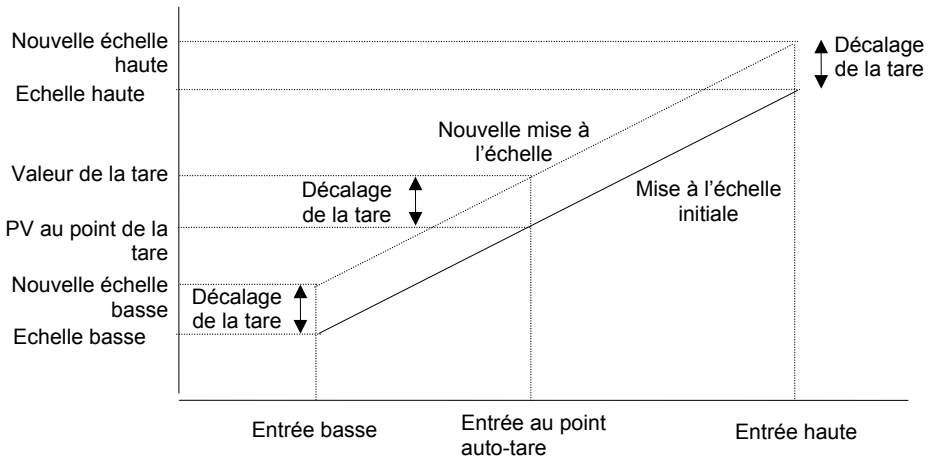 Nouvelle échelle
haute
Echelle haute
Valeur de la tare
PV au point de la
tare
Nouvelle échelle
basse
Echelle basse
Décalage
de la tare
Nouvelle mise à
l’échelle
Décalage
de la tare
Mise à l’échelle
initiale
Décalage
de la tare
Entrée basse
Entrée au point
auto-tare
Entrée haute